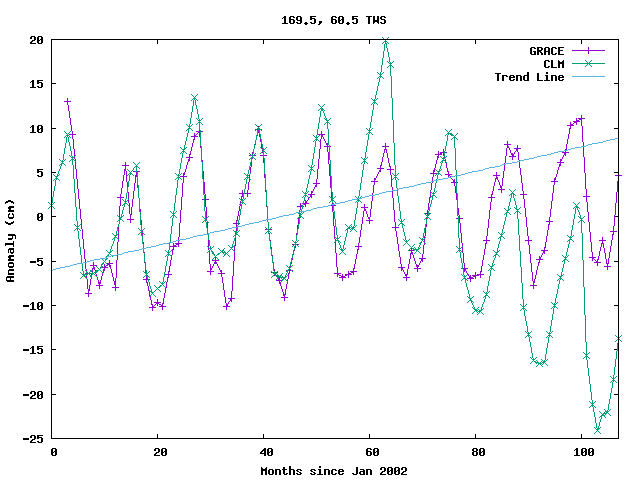 169.5, 60.5 TWS
GRACE
CLM
Trend Line
20
15
10
5
0
-5
-10
-15
-20
-25
Anomaly (cm)
0 20 40 60 80 100
Months since Jan 2002